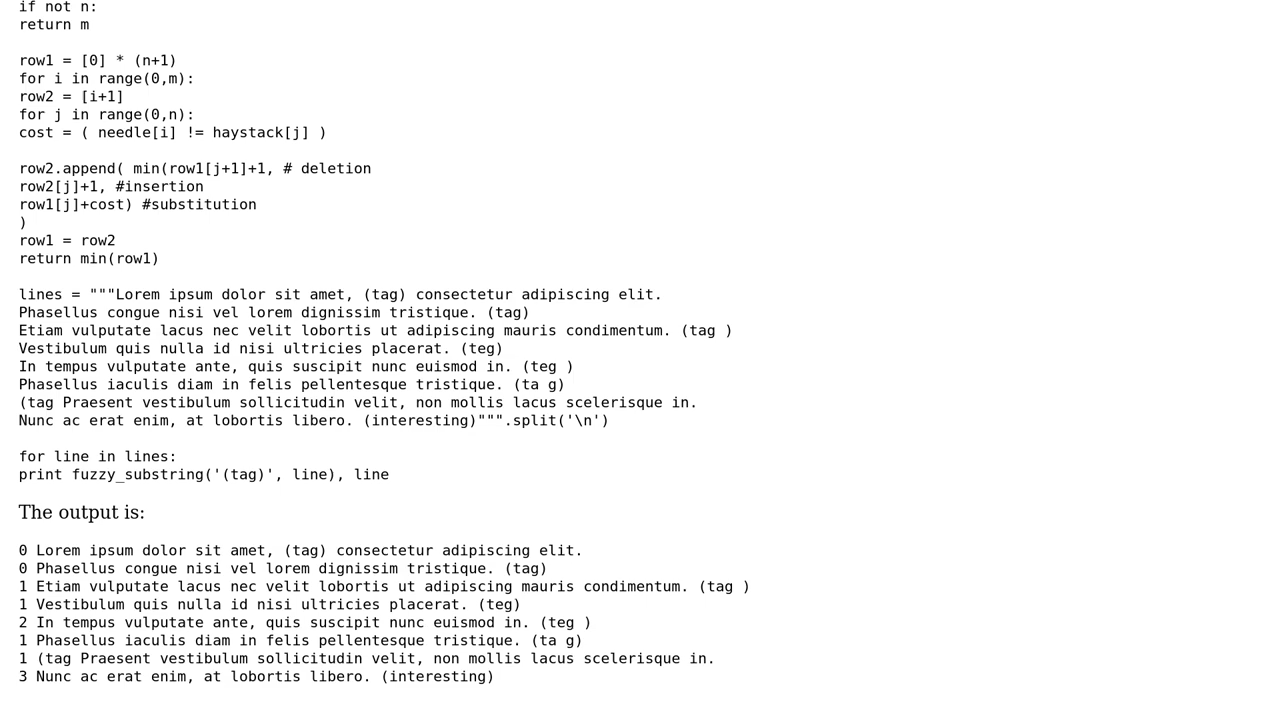 if not n:
return m
row1 = [0] * (n+1)
for i in range(0,m):
row2 = [i+1]
for j in range(0,n):
cost = ( needle[i] != haystack[j] )
row2.append( min(row1[j+1]+1, # deletion
row2[j]+1, #insertion
row1[j]+cost) #substitution
)
row1 = row2
return min(row1)
lines = """Lorem ipsum dolor sit amet, (tag) consectetur adipiscing elit.
Phasellus congue nisi vel lorem dignissim tristique. (tag)
Etiam vulputate lacus nec velit lobortis ut adipiscing mauris condimentum. (tag )
Vestibulum quis nulla id nisi ultricies placerat. (teg)
In tempus vulputate ante, quis suscipit nunc euismod in. (teg )
Phasellus iaculis diam in felis pellentesque tristique. (ta g)
(tag Praesent vestibulum sollicitudin velit, non mollis lacus scelerisque in.
Nunc ac erat enim, at lobortis libero. (interesting)""".split('\n')
for line in lines:
print fuzzy_substring('(tag)', line), line
The output is:
0 Lorem ipsum dolor sit amet, (tag) consectetur adipiscing elit.
0 Phasellus congue nisi vel lorem dignissim tristique. (tag)
1 Etiam vulputate lacus nec velit lobortis ut adipiscing mauris condimentum. (tag )
1 Vestibulum quis nulla id nisi ultricies placerat. (teg)
2 In tempus vulputate ante, quis suscipit nunc euismod in. (teg )
1 Phasellus iaculis diam in felis pellentesque tristique. (ta g)
1 (tag Praesent vestibulum sollicitudin velit, non mollis lacus scelerisque in.
3 Nunc ac erat enim, at lobortis libero. (interesting)